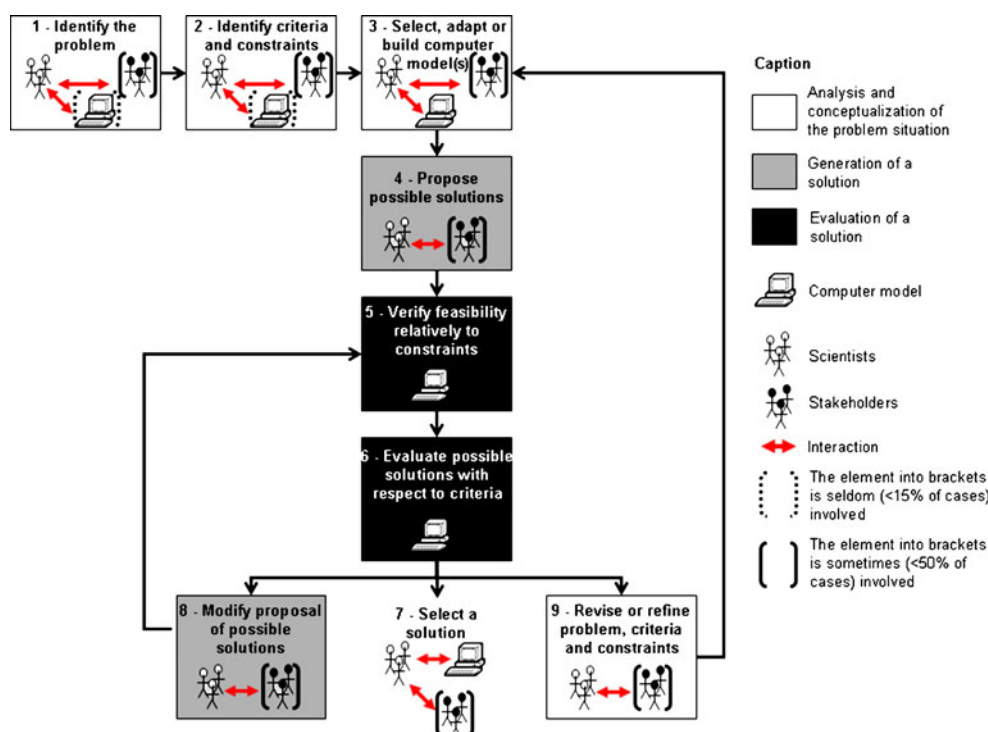 1 - Identify the
problem
2 - Identify criteria
and constraints
3 - Select, adapt or
build computer
model(s)
4 - Propose
possible solutions
5 - Verify feasibility
relatively to
constraints
6 - Evaluate possible
solutions with
respect to criteria
8 - Modify proposal
of possible
solutions
7 - Select a
solution
9 - Revise or refine
problem, criteria
and constraints
Caption
Analysis and
conceptualization of
the problem situation
Generation of a
solution
Evaluation of a
solution
Computer model
Scientists
Stakeholders
Interaction
The element into brackets
is seldom (<15% of cases)
involved
The element into brackets
is sometimes (<50% of
cases) involved